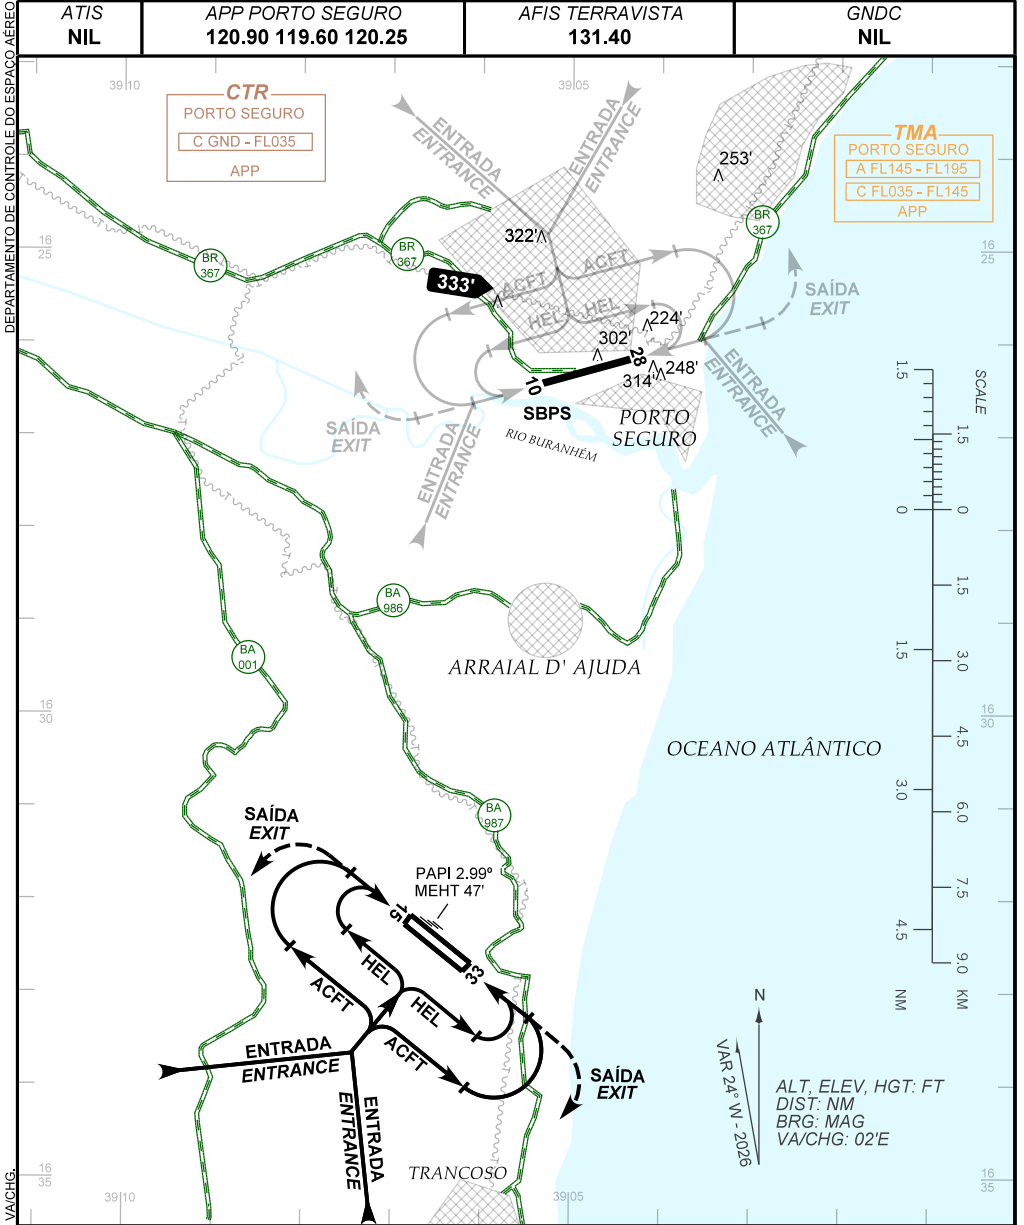 ATIS
NIL
APP PORTO SEGURO
120.90 119.60 120.25
AFIS TERRAVISTA
131.40
GNDC
NIL
DEPARTAMENTO DE CONTROLE DO ESPAÇO AÉREO
39|10
39|05
CTR
PORTO SEGURO
C GND - FL035
APP
ENTRADA
ENTRANCE
ENTRADA
ENTRANCE
253'
TMA
PORTO SEGURO
A FL145 - FL195
C FL035 - FL145
APP
BR
367
322'
16
25
BR
367
BR
367
16
25
ACFT
ACFT
333'
SAÍDA
EXIT
HEL
HEL
224'
302'
28
248'
314'
10
SBPS
ENTRADA
ENTRANCE
PORTO
SEGURO
SAÍDA
EXIT
RIO BURANHÉM
ENTRADA
ENTRANCE
SCALE
1.5
1.5
0
0
1.5
1.5
3.0
4.5
3.0
6.0
7.5
4.5
9.0
NM
KM
BA
986
BA
001
ARRAIAL D' AJUDA
16
30
16
30
OCEANO ATLÂNTICO
BA
987
SAÍDA
EXIT
PAPI 2.99º
MEHT 47'
15
33
HEL
ACFT
HEL
ACFT
ENTRADA
ENTRANCE
SAÍDA
EXIT
ENTRADA
ENTRANCE
N
VAR 24° W - 2026
ALT, ELEV, HGT: FT
DIST: NM
BRG: MAG
VA/CHG: 02'E
TRANCOSO
16
35
16
35
39|10
39|05
VA/CHG.